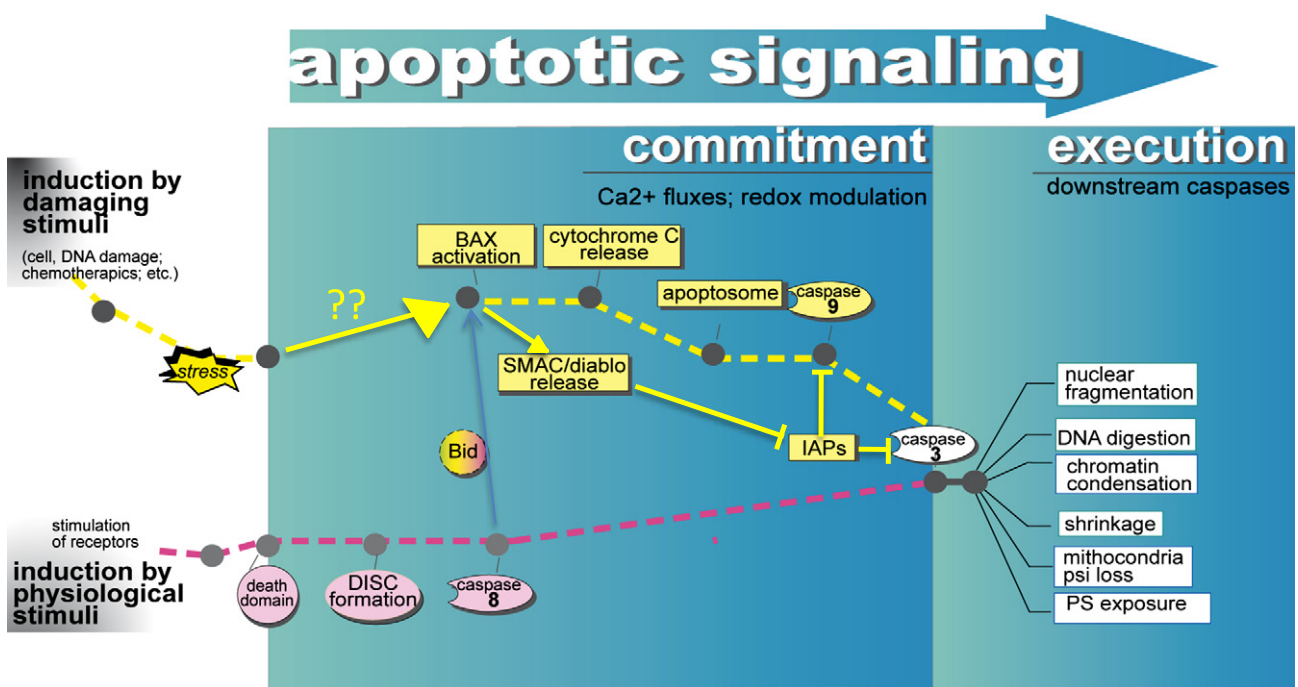 apoptotic signaling
commitment
Ca2+ fluxes; redox modulation
execution
downstream caspases
induction by
damaging
stimuli
(cell, DNA damage;
chemotherapics; etc.)
??
stress
BAX
activation
cytochrome C
release
apoptosome
caspase
9
SMAC/diablo
release
IAPs
caspase
3
Bid
nuclear
fragmentation
DNA digestion
chromatin
condensation
shrinkage
mithocondria
psi loss
PS exposure
stimulation
of receptors
induction by
physiological
stimuli
death
domain
DISC
formation
caspase
8